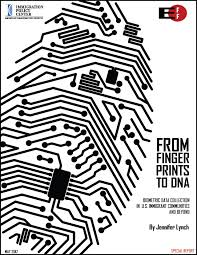 IMMIGRATION
POLICY
CENTER
EFF
FROM
FINGER
PRINTS
TO DNA
BIOMETRIC DATA COLLECTION
IN U.S. IMMIGRANT COMMUNITIES
AND BEYOND
By Jennifer Lynch
MAY 2012
SPECIAL REPORT